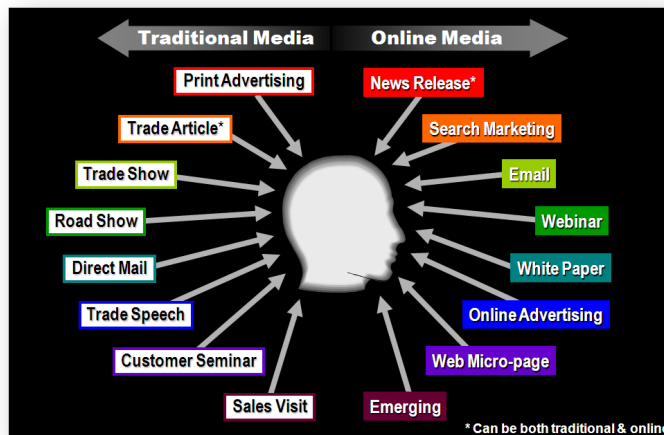 Traditional Media
Online Media
Print Advertising
News Release*
Trade Article*
Search Marketing
Trade Show
Email
Road Show
Webinar
Direct Mail
White Paper
Trade Speech
Online Advertising
Customer Seminar
Web Micro-page
Sales Visit
Emerging
* Can be both traditional & online